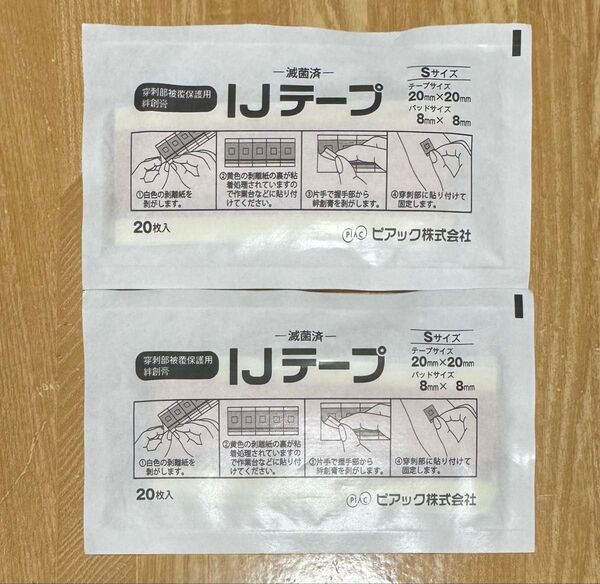 ―滅菌済―
穿刺部被覆保護用
絆創膏
IJテープ
Sサイズ
テープサイズ
20mm×20mm
パッドサイズ
8mm× 8mm
①白色の剥離紙を
剥がします。
②黄色の剥離紙の裏が粘
着処理されていますの
で作業台などに貼り付
けてください。
③片手で握手部から
絆創膏を剥がします。
④穿刺部に貼り付けて
固定します。
20枚入
PAC ピアック株式会社
―滅菌済―
穿刺部被覆保護用
絆創膏
IJテープ
Sサイズ
テープサイズ
20mm×20mm
パッドサイズ
8mm× 8mm
①白色の剥離紙を
剥がします。
②黄色の剥離紙の裏が粘
着処理されていますの
で作業台などに貼り付
けてください。
③片手で握手部から
絆創膏を剥がします。
④穿刺部に貼り付けて
固定します。
20枚入
PAC ピアック株式会社